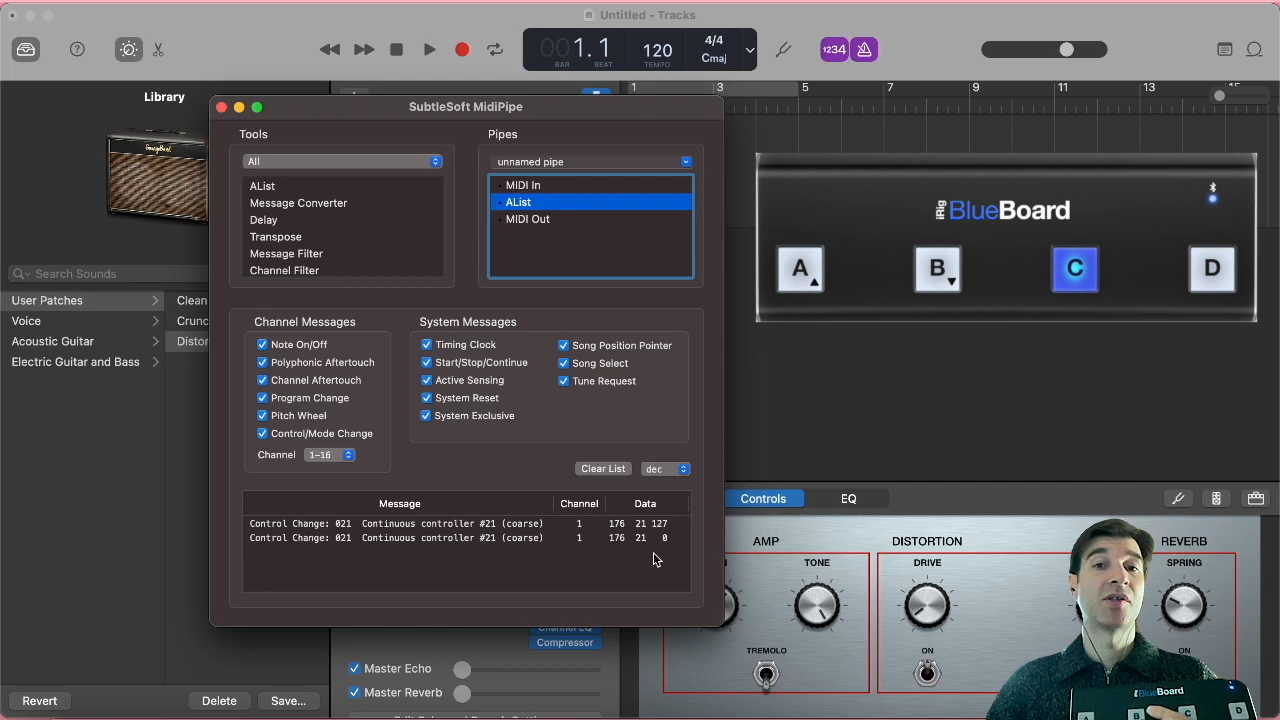 Untitled - Tracks
001.1
BAR
BEAT
120
TEMPO
4/4
Cmaj
1234
Library
1
3
5
7
9
11
13
SubtleSoft MidiPipe
Tools
All
AList
Message Converter
Delay
Transpose
Message Filter
Channel Filter
Pipes
unnamed pipe
MIDI In
AList
MIDI Out
iRig BlueBoard
A
B
C
D
Search Sounds
User Patches
Voice
Acoustic Guitar
Electric Guitar and Bass
Clean
Crunc
Distor
Channel Messages
Note On/Off
Polyphonic Aftertouch
Channel Aftertouch
Program Change
Pitch Wheel
Control/Mode Change
Channel 1-16
System Messages
Timing Clock
Start/Stop/Continue
Active Sensing
System Reset
System Exclusive
Song Position Pointer
Song Select
Tune Request
Clear List
dec
Message Channel Data
Control Change: 021 Continuous controller #21 (coarse) 1 176 21 127
Control Change: 021 Continuous controller #21 (coarse) 1 176 21 0
Controls
EQ
AMP
TONE
TREMOLO
DISTORTION
DRIVE
ON
REVERB
SPRING
ON
Compressor
Master Echo
Master Reverb
Revert
Delete
Save...
BlueBoard
A
B
C
D